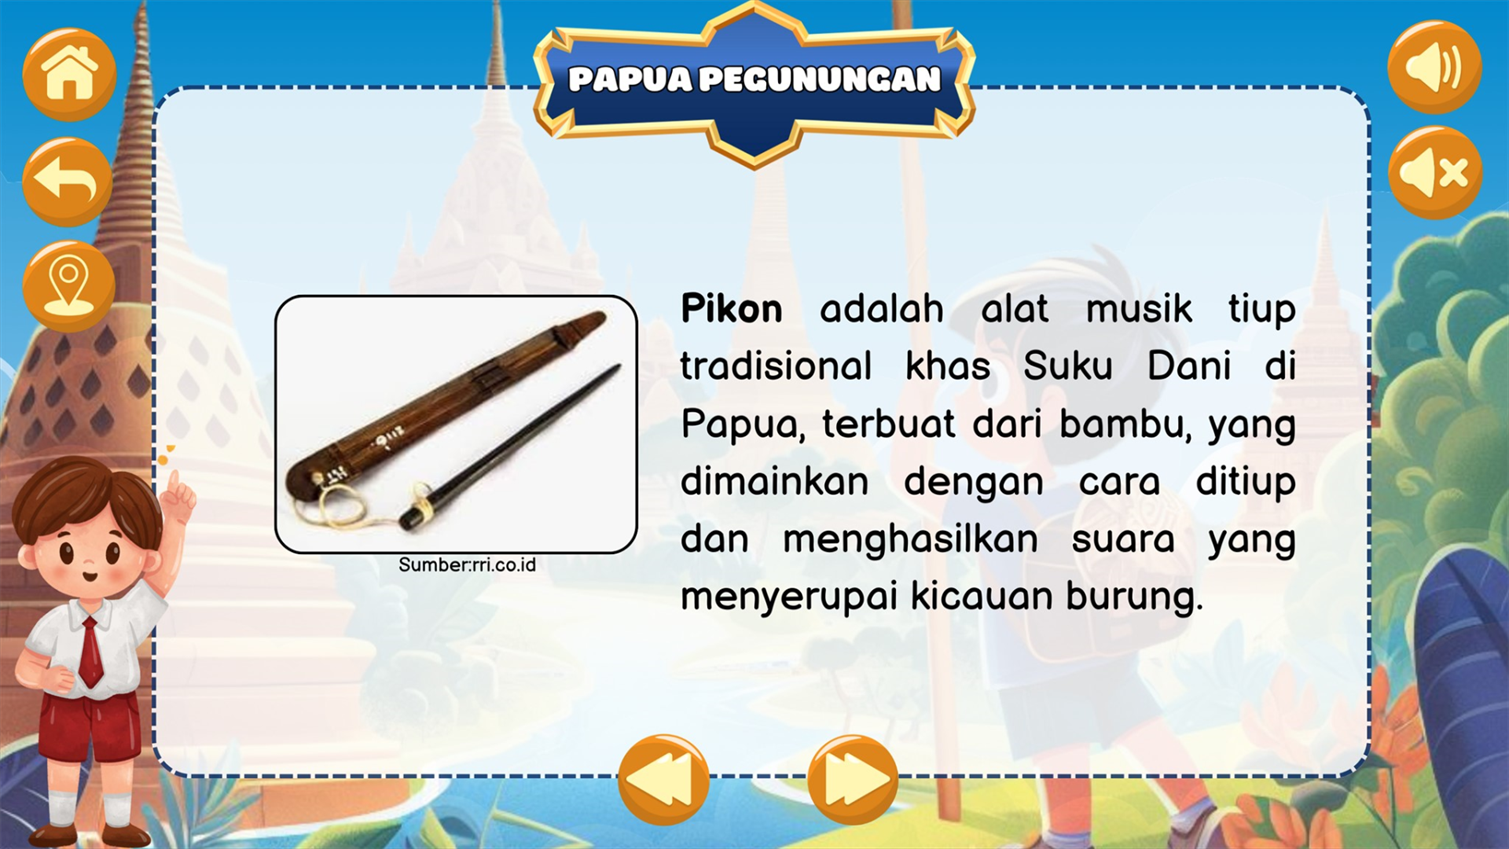 PAPUA PEGUNUNGAN
Pikon adalah alat musik tiup
tradisional khas Suku Dani di
Papua, terbuat dari bambu, yang
dimainkan dengan cara ditiup
dan menghasilkan suara yang
menyerupai kicauan burung.
Sumber:rri.co.id